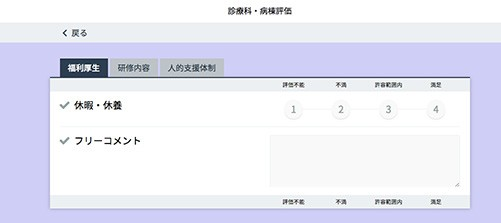 診療科・病棟評価
戻る
福利厚生 研修内容 人的支援体制
評価不能 不満 許容範囲内 満足
休暇・休養 1 2 3 4
フリーコメント
評価不能 不満 許容範囲内 満足